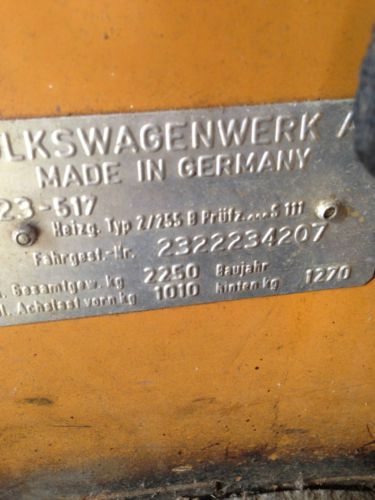 LKSWAGENWERK A
MADE IN GERMANY
23-517
Heizg. Typ 2/255 B Prüfz....S 111
Fahrgest.-Nr. 2322234207
. Gesamtgew. kg 2250 Baujahr
l. Achslast vorn kg 1010 hinten kg 1270